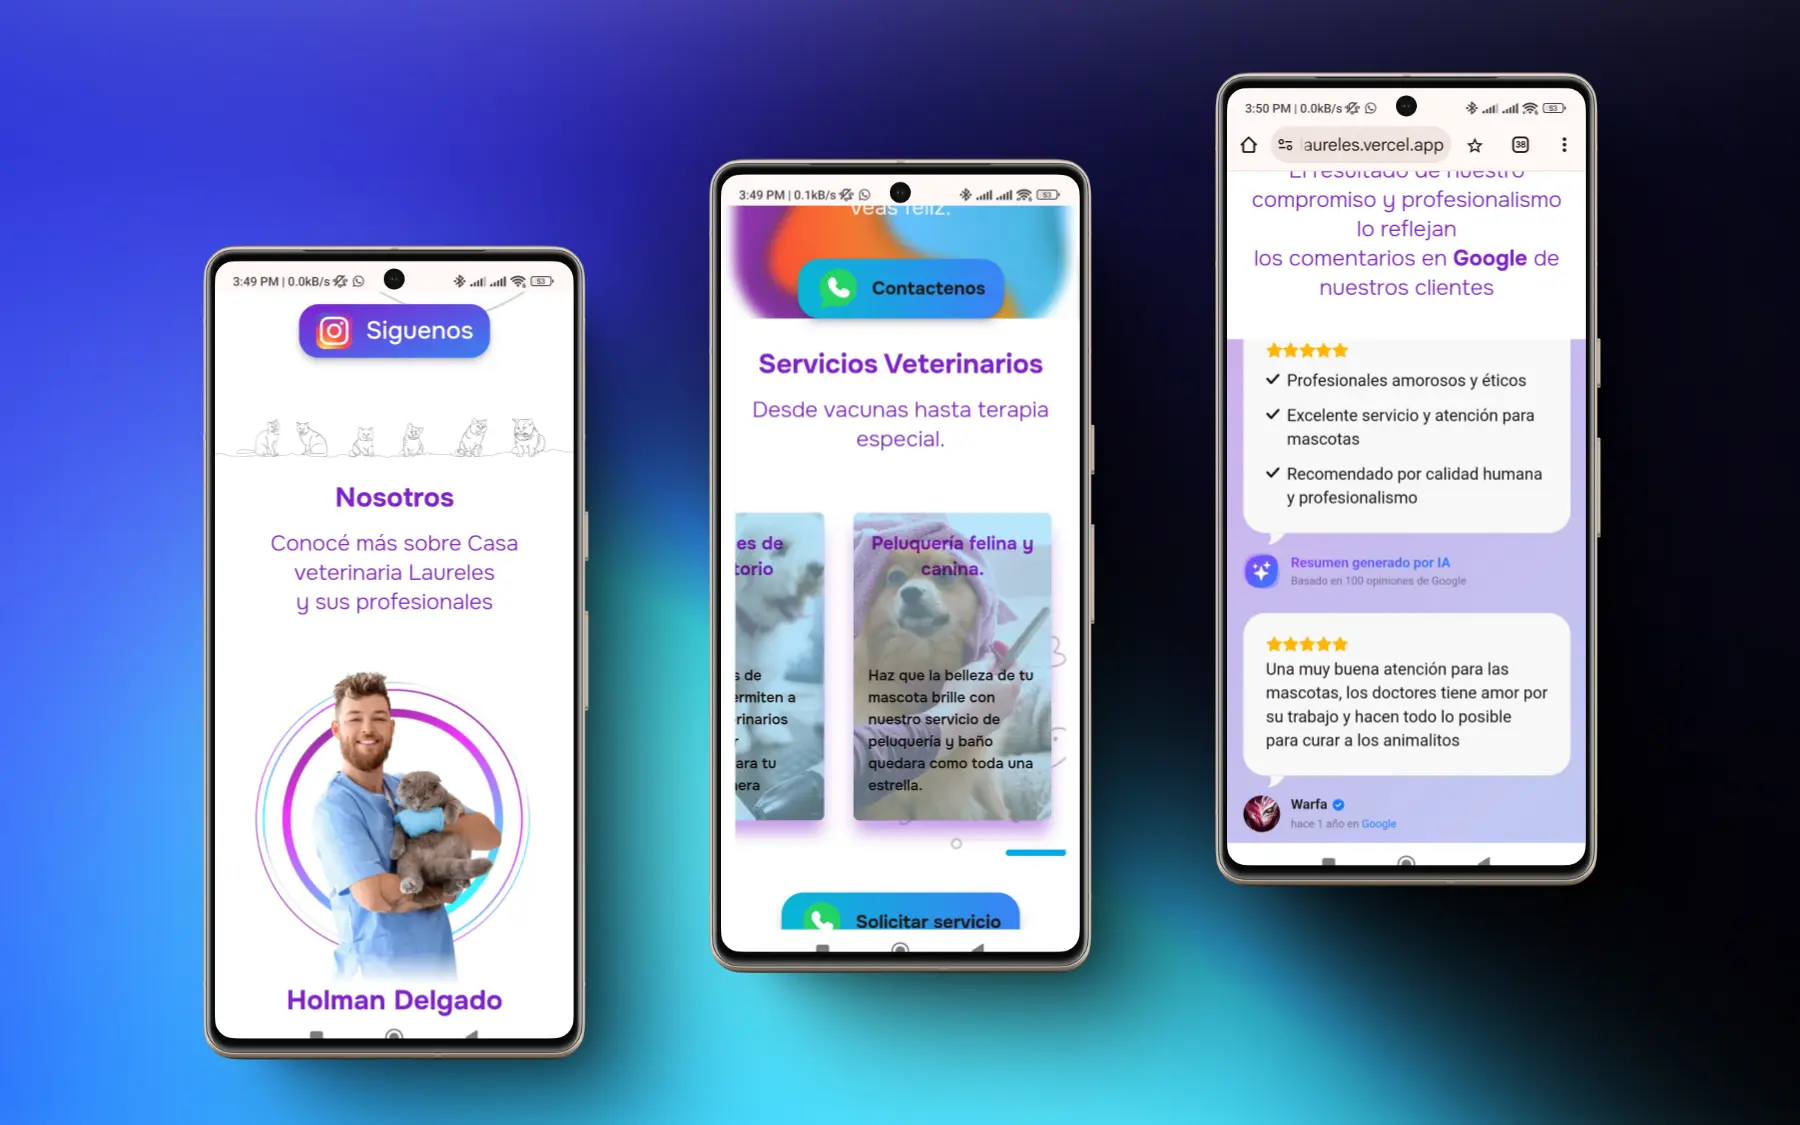 3:49 PM | 0.0kB/s
53
Siguenos
Nosotros
Conocé más sobre Casa
veterinaria Laureles
y sus profesionales
Holman Delgado
3:49 PM | 0.1kB/s
53
veas feliz.
Contactenos
Servicios Veterinarios
Desde vacunas hasta terapia
especial.
es de
torio
s de
ermiten a
rinarios
r
ara tu
nera
Peluquería felina y
canina.
Haz que la belleza de tu
mascota brille con
nuestro servicio de
peluquería y baño
quedara como toda una
estrella.
Solicitar servicio
3:50 PM | 0.0kB/s
53
aureles.vercel.app
38
El resultado de nuestro
compromiso y profesionalismo
lo reflejan
los comentarios en Google de
nuestros clientes
Profesionales amorosos y éticos
Excelente servicio y atención para
mascotas
Recomendado por calidad humana
y profesionalismo
Resumen generado por IA
Basado en 100 opiniones de Google
Una muy buena atención para las
mascotas, los doctores tiene amor por
su trabajo y hacen todo lo posible
para curar a los animalitos
Warfa
hace 1 año en Google